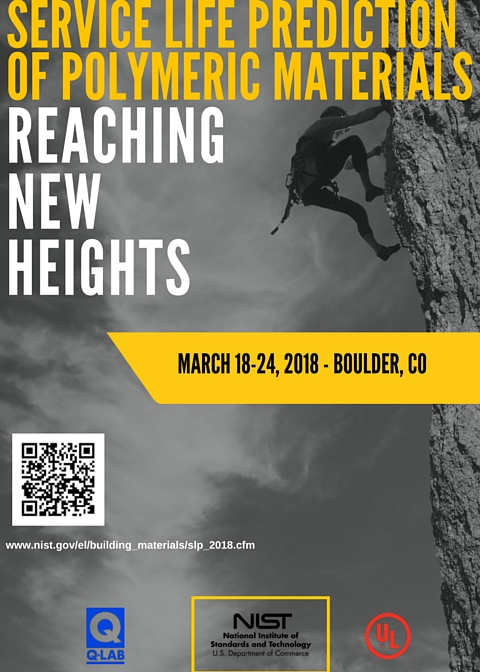 SERVICE LIFE PREDICTION
OF POLYMERIC MATERIALS
REACHING
NEW
HEIGHTS
MARCH 18-24, 2018 - BOULDER, CO
www.nist.gov/el/building_materials/slp_2018.cfm
Q
Q-LAB
NIST
National Institute of
Standards and Technology
U.S. Department of Commerce
UL